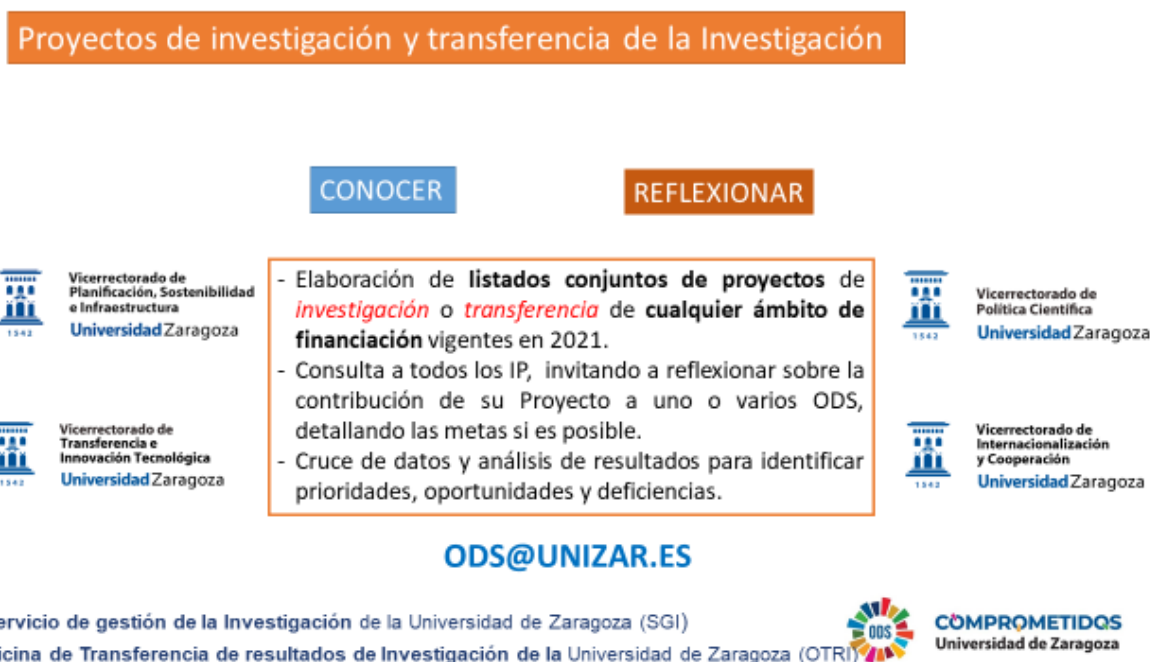 Proyectos de investigación y transferencia de la Investigación
CONOCER
REFLEXIONAR
Vicerrectorado de
Planificación, Sostenibilidad
e Infraestructura
Universidad Zaragoza
1542
- Elaboración de listados conjuntos de proyectos de
investigación o transferencia de cualquier ámbito de
financiación vigentes en 2021.
- Consulta a todos los IP, invitando a reflexionar sobre la
contribución de su Proyecto a uno o varios ODS,
detallando las metas si es posible.
- Cruce de datos y análisis de resultados para identificar
prioridades, oportunidades y deficiencias.
Vicerrectorado de
Política Científica
Universidad Zaragoza
1542
Vicerrectorado de
Transferencia e
Innovación Tecnológica
Universidad Zaragoza
1542
Vicerrectorado de
Internacionalización
y Cooperación
Universidad Zaragoza
1542
ODS@UNIZAR.ES
ervicio de gestión de la Investigación de la Universidad de Zaragoza (SGI)
icina de Transferencia de resultados de Investigación de la Universidad de Zaragoza (OTRI)
ODS
COMPROMETIDOS
Universidad de Zaragoza